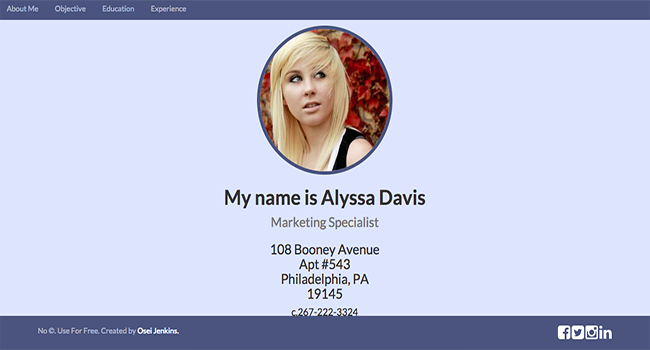 About Me Objective Education Experience
My name is Alyssa Davis
Marketing Specialist
108 Booney Avenue
Apt #543
Philadelphia, PA
19145
c.267-222-3324
No ©. Use For Free. Created by Osei Jenkins.